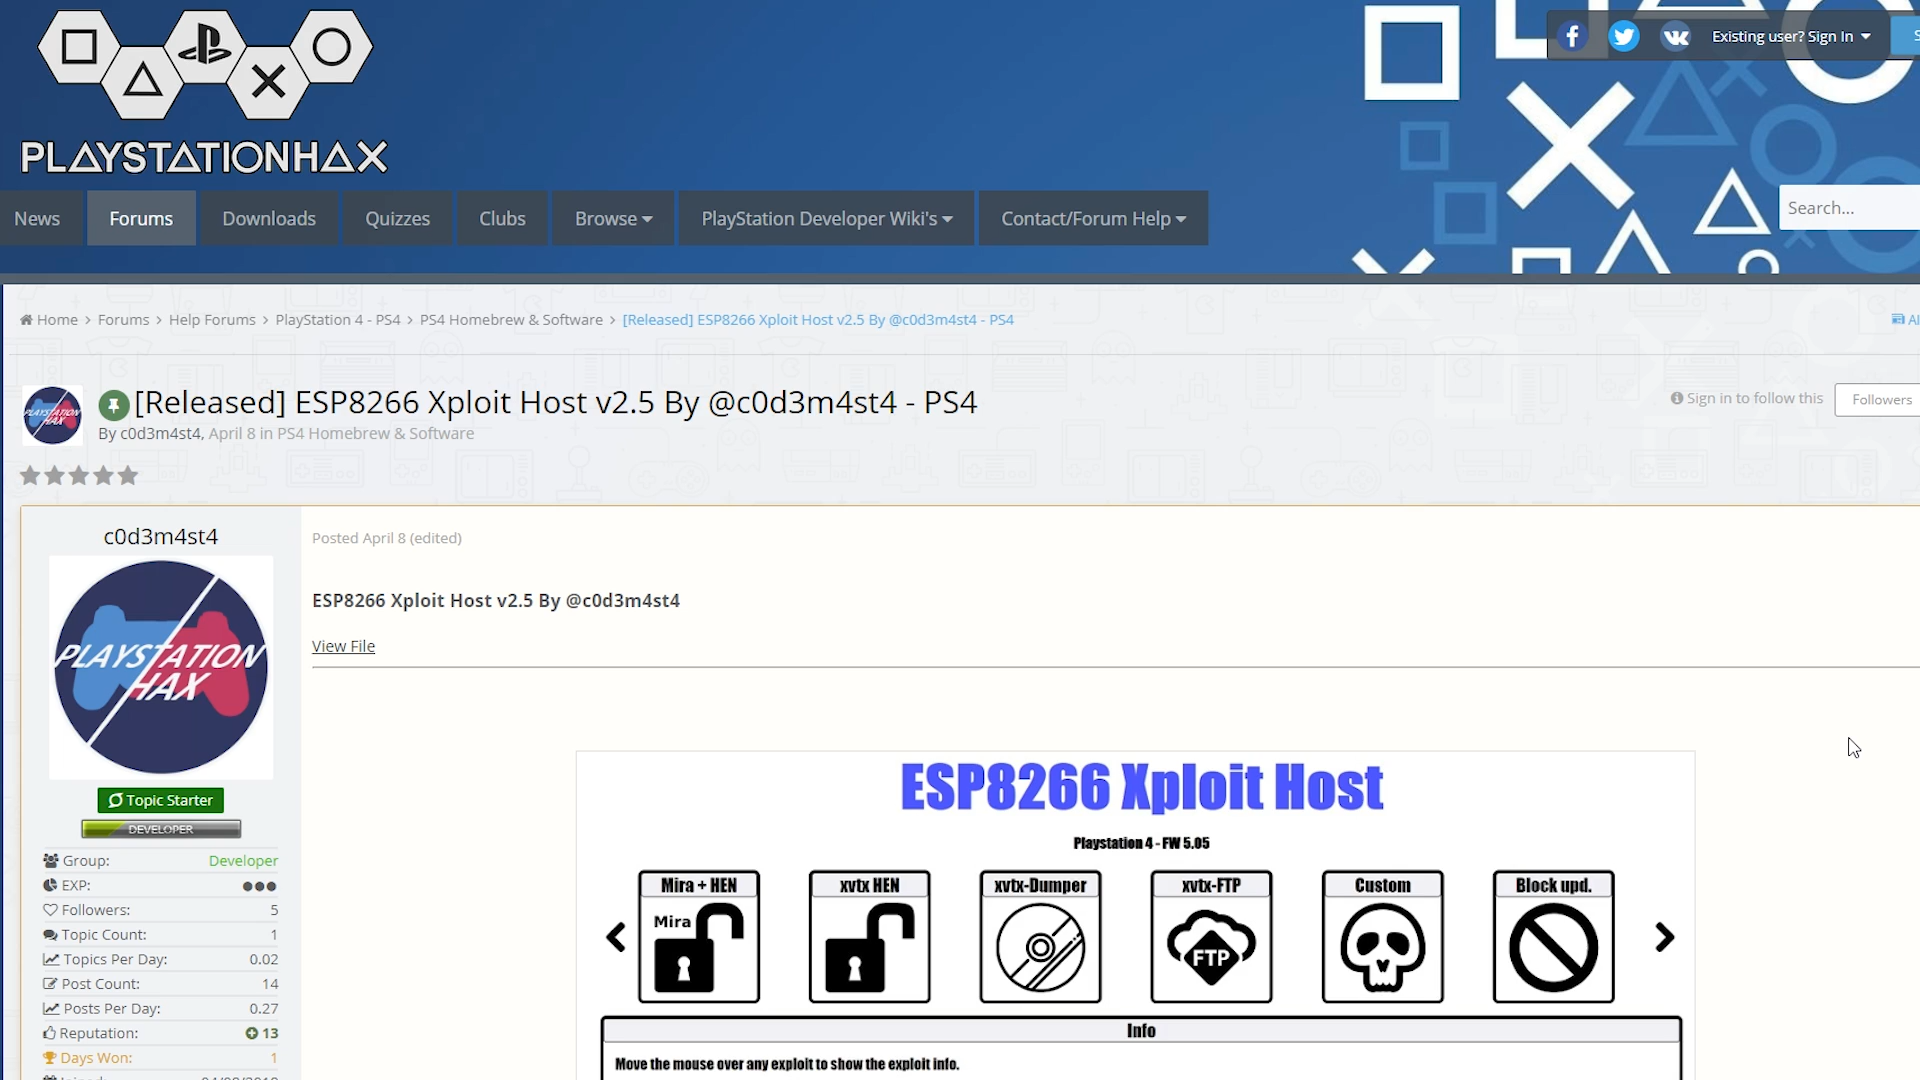 PLAYSTATIONHAX
Existing user? Sign In
News
Forums
Downloads
Quizzes
Clubs
Browse
PlayStation Developer Wiki's
Contact/Forum Help
Search...
Home > Forums > Help Forums > PlayStation 4 - PS4 > PS4 Homebrew & Software > [Released] ESP8266 Xploit Host v2.5 By @c0d3m4st4 - PS4
[Released] ESP8266 Xploit Host v2.5 By @c0d3m4st4 - PS4
By c0d3m4st4, April 8 in PS4 Homebrew & Software
Sign in to follow this
Followers
c0d3m4st4
PLAYSTATION
HAX
Topic Starter
DEVELOPER
Group: Developer
EXP:
Followers: 5
Topic Count: 1
Topics Per Day: 0.02
Post Count: 14
Posts Per Day: 0.27
Reputation: 13
Days Won: 1
Posted April 8 (edited)
ESP8266 Xploit Host v2.5 By @c0d3m4st4
View File
ESP8266 Xploit Host
Playstation 4 - FW 5.05
Mira + HEN
Mira
xvtx HEN
xvtx-Dumper
xvtx-FTP
FTP
Custom
Block upd.
Info
Move the mouse over any exploit to show the exploit info.